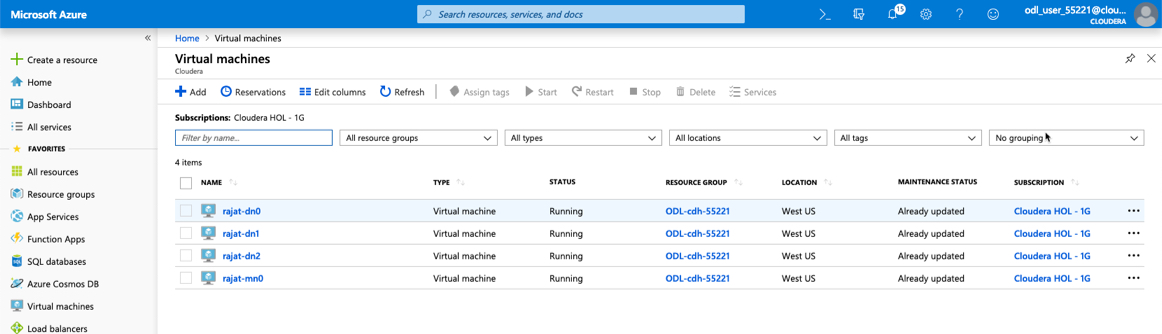 Microsoft Azure
Search resources, services, and docs
15
odl_user_55221@clou...
CLOUDERA
Create a resource
Home
Dashboard
All services
FAVORITES
All resources
Resource groups
App Services
Function Apps
SQL databases
Azure Cosmos DB
Virtual machines
Load balancers
Home > Virtual machines
Virtual machines
Cloudera
Add Reservations Edit columns Refresh Assign tags Start Restart Stop Delete Services
Subscriptions: Cloudera HOL - 1G
Filter by name... All resource groups All types All locations All tags No grouping
4 items
NAME TYPE STATUS RESOURCE GROUP LOCATION MAINTENANCE STATUS SUBSCRIPTION
rajat-dn0 Virtual machine Running ODL-cdh-55221 West US Already updated Cloudera HOL - 1G
rajat-dn1 Virtual machine Running ODL-cdh-55221 West US Already updated Cloudera HOL - 1G
rajat-dn2 Virtual machine Running ODL-cdh-55221 West US Already updated Cloudera HOL - 1G
rajat-mn0 Virtual machine Running ODL-cdh-55221 West US Already updated Cloudera HOL - 1G